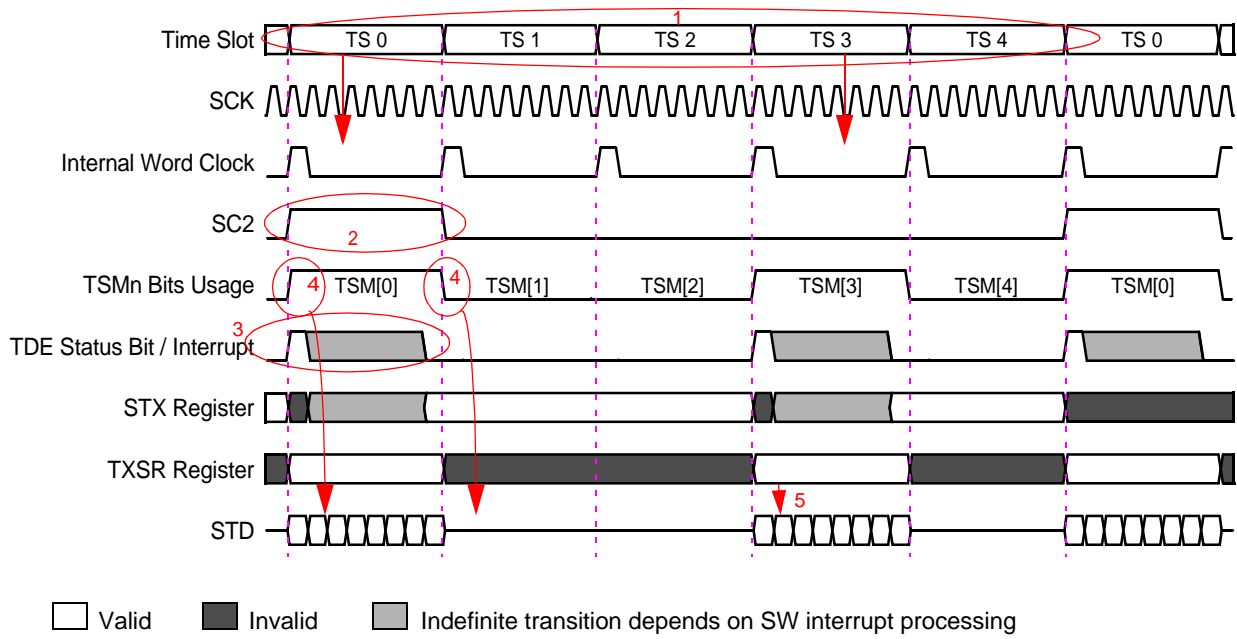 1
Time Slot TS 0 TS 1 TS 2 TS 3 TS 4 TS 0
SCK
Internal Word Clock
SC2
2
TSMn Bits Usage 4 TSM[0] 4 TSM[1] TSM[2] TSM[3] TSM[4] TSM[0]
3
TDE Status Bit / Interrupt
STX Register
TXSR Register
5
STD
Valid Invalid Indefinite transition depends on SW interrupt processing